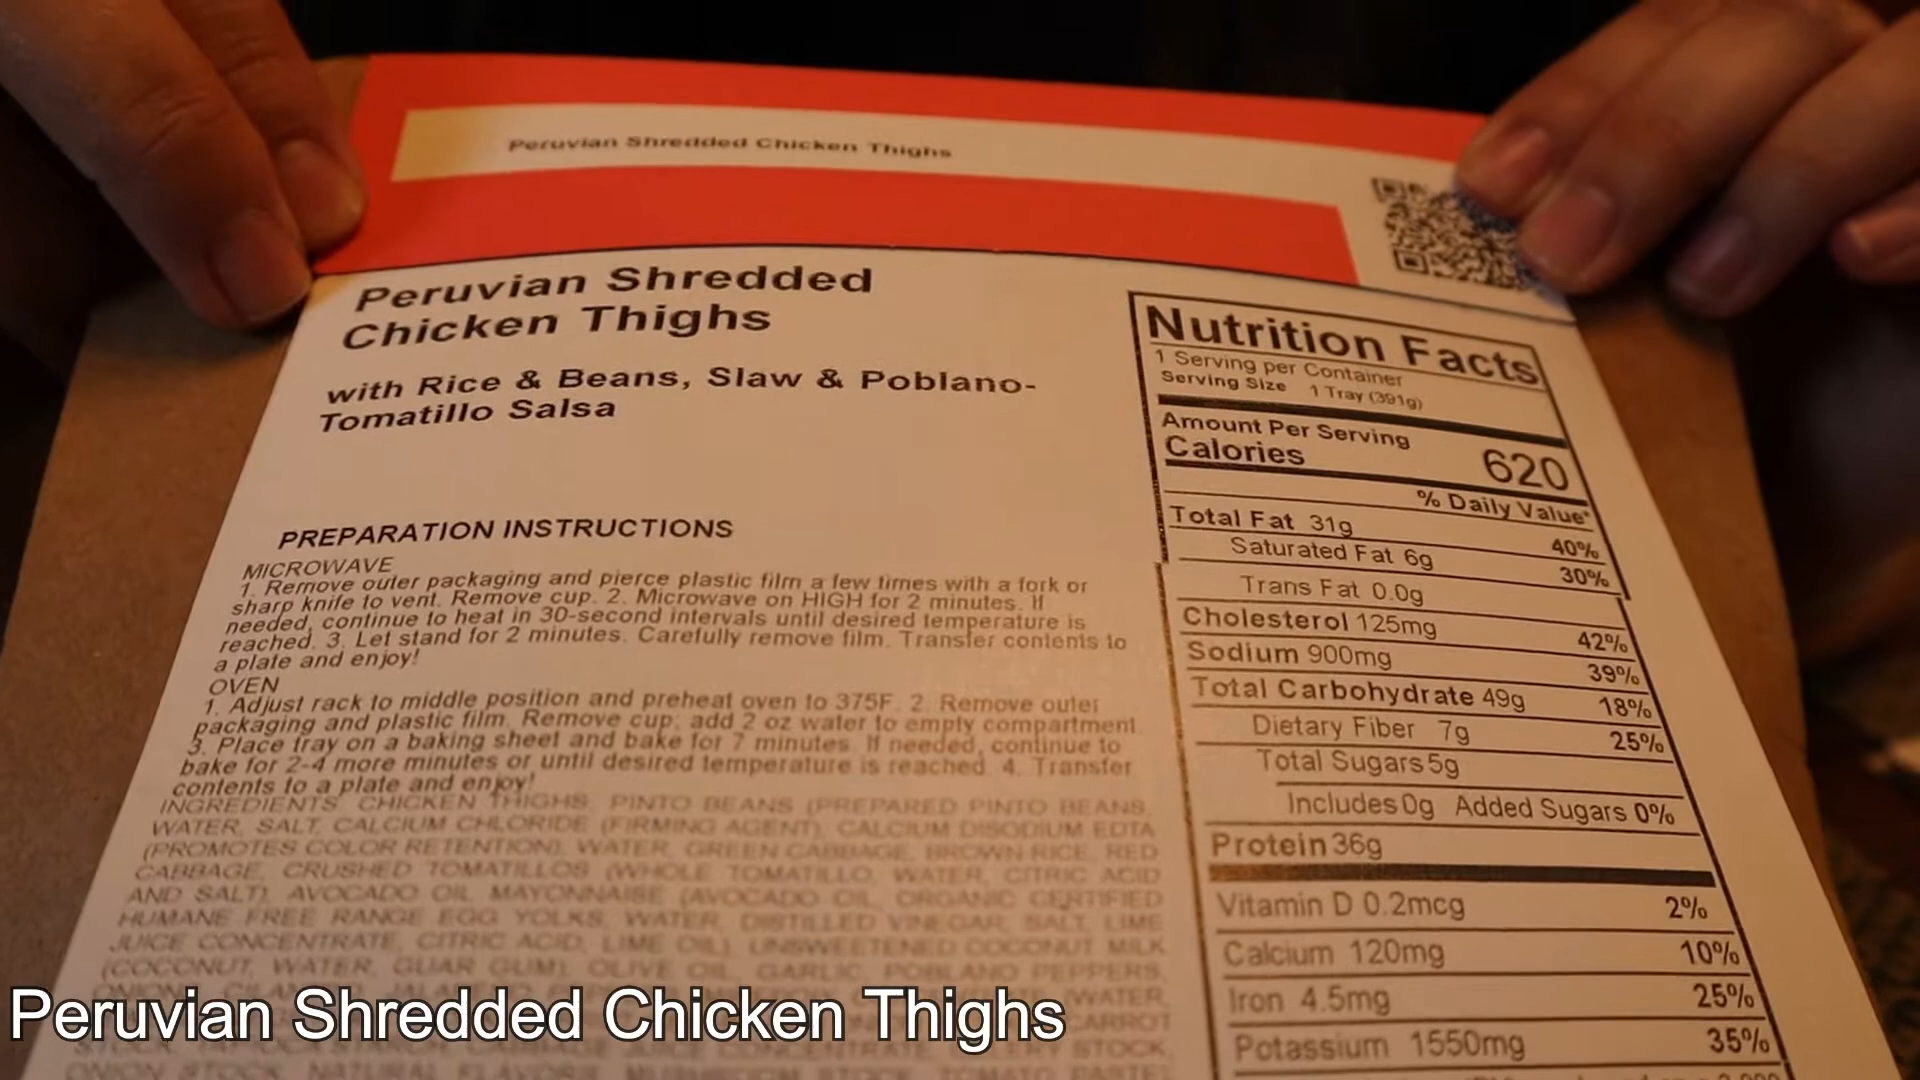 Peruvian Shredded Chicken Thighs
Peruvian Shredded
Chicken Thighs
with Rice & Beans, Slaw & Poblano-
Tomatillo Salsa
PREPARATION INSTRUCTIONS
MICROWAVE
1. Remove outer packaging and pierce plastic film a few times with a fork or
sharp knife to vent. Remove cup. 2. Microwave on HIGH for 2 minutes. If
needed, continue to heat in 30-second intervals until desired temperature is
reached. 3. Let stand for 2 minutes. Carefully remove film. Transfer contents to
a plate and enjoy!
OVEN
1. Adjust rack to middle position and preheat oven to 375F. 2. Remove outer
packaging and plastic film. Remove cup; add 2 oz water to empty compartment.
3. Place tray on a baking sheet and bake for 7 minutes. If needed, continue to
bake for 2-4 more minutes or until desired temperature is reached. 4. Transfer
contents to a plate and enjoy!
INGREDIENTS: CHICKEN THIGHS, PINTO BEANS (PREPARED PINTO BEANS,
WATER, SALT, CALCIUM CHLORIDE (FIRMING AGENT), CALCIUM DISODIUM EDTA
(PROMOTES COLOR RETENTION), WATER, GREEN CABBAGE, BROWN RICE, RED
CABBAGE, CRUSHED TOMATILLOS (WHOLE TOMATILLO, WATER, CITRIC ACID
AND SALT), AVOCADO OIL MAYONNAISE (AVOCADO OIL, ORGANIC CERTIFIED
HUMANE FREE RANGE EGG YOLKS, WATER, DISTILLED VINEGAR, SALT, LIME
JUICE CONCENTRATE, CITRIC ACID, LIME OIL), UNSWEETENED COCONUT MILK
(COCONUT, WATER, GUAR GUM), OLIVE OIL, GARLIC, POBLANO PEPPERS,
(WATER,
CARROT
STOCK,
ONION STOCK, NATURAL FLAVORS, MUSHROOM STOCK, TOMATO PASTE)
Nutrition Facts
1 Serving per Container
Serving Size 1 Tray (391g)
Amount Per Serving
Calories 620
% Daily Value*
Total Fat 31g 40%
Saturated Fat 6g 30%
Trans Fat 0.0g
Cholesterol 125mg 42%
Sodium 900mg 39%
Total Carbohydrate 49g 18%
Dietary Fiber 7g 25%
Total Sugars 5g
Includes 0g Added Sugars 0%
Protein 36g
Vitamin D 0.2mcg 2%
Calcium 120mg 10%
Iron 4.5mg 25%
Potassium 1550mg 35%
Peruvian Shredded Chicken Thighs